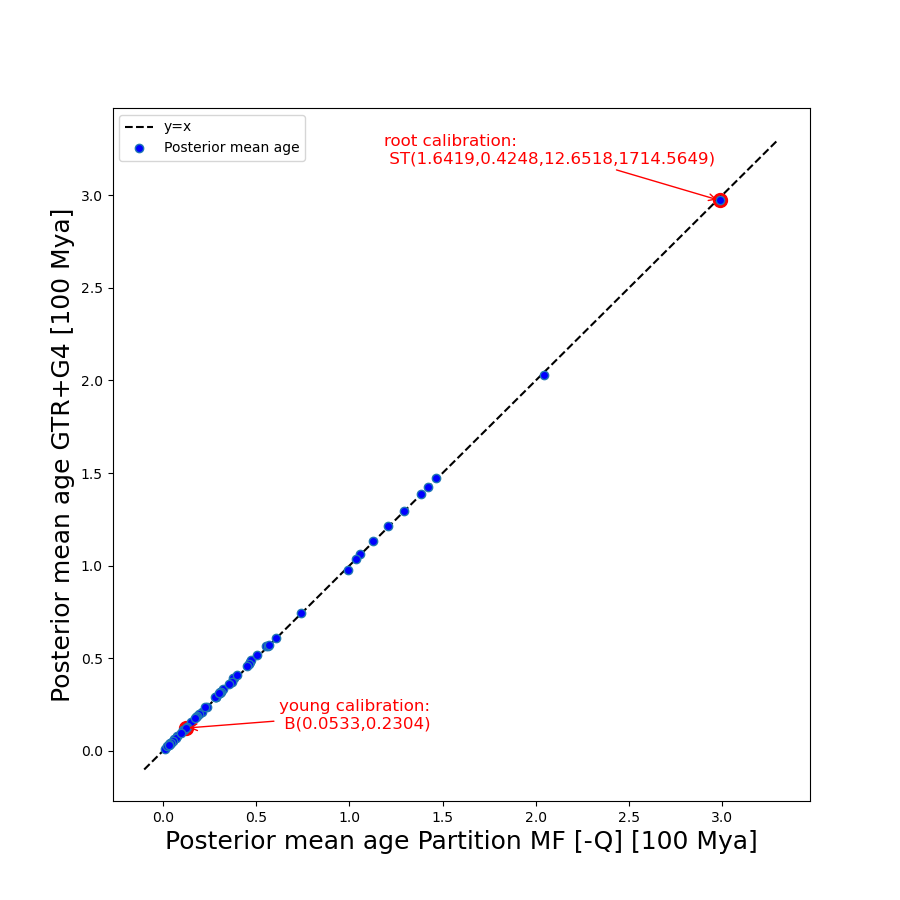 y=x
Posterior mean age
root calibration:
ST(1.6419,0.4248,12.6518,1714.5649)
young calibration:
B(0.0533,0.2304)
Posterior mean age GTR+G4 [100 Mya]
3.0
2.5
2.0
1.5
1.0
0.5
0.0
0.0 0.5 1.0 1.5 2.0 2.5 3.0
Posterior mean age Partition MF [-Q] [100 Mya]